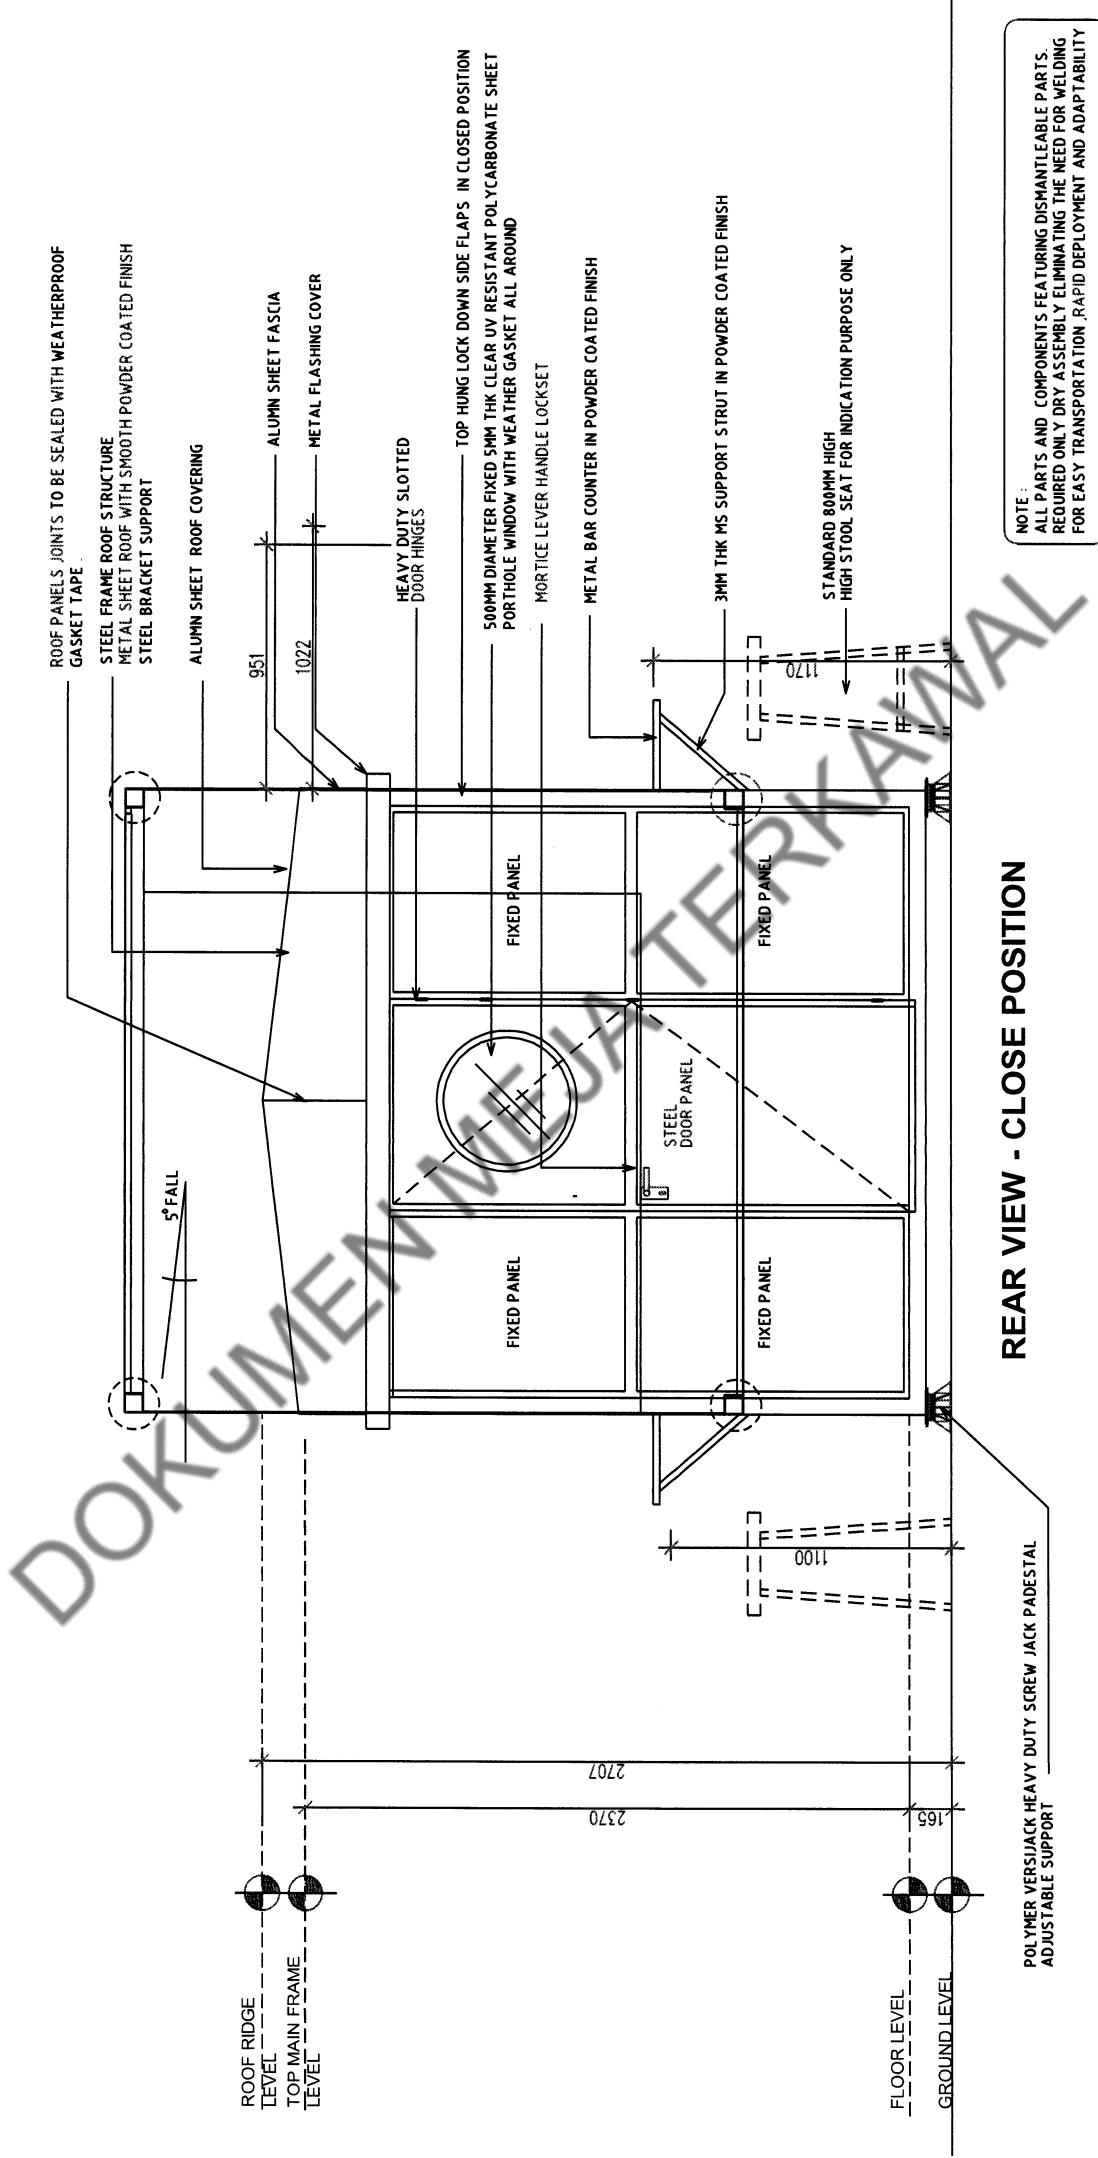 ROOF PANELS JOINTS TO BE SEALED WITH WEATHERPROOF
GASKET TAPE
STEEL FRAME ROOF STRUCTURE
METAL SHEET ROOF WITH SMOOTH POWDER COATED FINISH
STEEL BRACKET SUPPORT
ALUMN SHEET ROOF COVERING
951
ALUMN SHEET FASCIA
1022
METAL FLASHING COVER
5° FALL
HEAVY DUTY SLOTTED
DOOR HINGES
TOP HUNG LOCK DOWN SIDE FLAPS IN CLOSED POSITION
500MM DIAMETER FIXED 5MM THK CLEAR UV RESISTANT POLYCARBONATE SHEET
PORTHOLE WINDOW WITH WEATHER GASKET ALL AROUND
MORTICE LEVER HANDLE LOCKSET
METAL BAR COUNTER IN POWDER COATED FINISH
3MM THK MS SUPPORT STRUT IN POWDER COATED FINISH
STANDARD 800MM HIGH
HIGH STOOL SEAT FOR INDICATION PURPOSE ONLY
FIXED PANEL
FIXED PANEL
STEEL
DOOR PANEL
FIXED PANEL
FIXED PANEL
1170
1100
2707
2370
165
ROOF RIDGE
LEVEL
TOP MAIN FRAME
LEVEL
FLOOR LEVEL
GROUND LEVEL
POLYMER VERSIJACK HEAVY DUTY SCREW JACK PADESTAL
ADJUSTABLE SUPPORT
REAR VIEW - CLOSE POSITION
NOTE :
ALL PARTS AND COMPONENTS FEATURING DISMANTLEABLE PARTS.
REQUIRED ONLY DRY ASSEMBLY ELIMINATING THE NEED FOR WELDING
FOR EASY TRANSPORTATION ,RAPID DEPLOYMENT AND ADAPTABILITY
DOKUMEN MEJA TERKAWAL